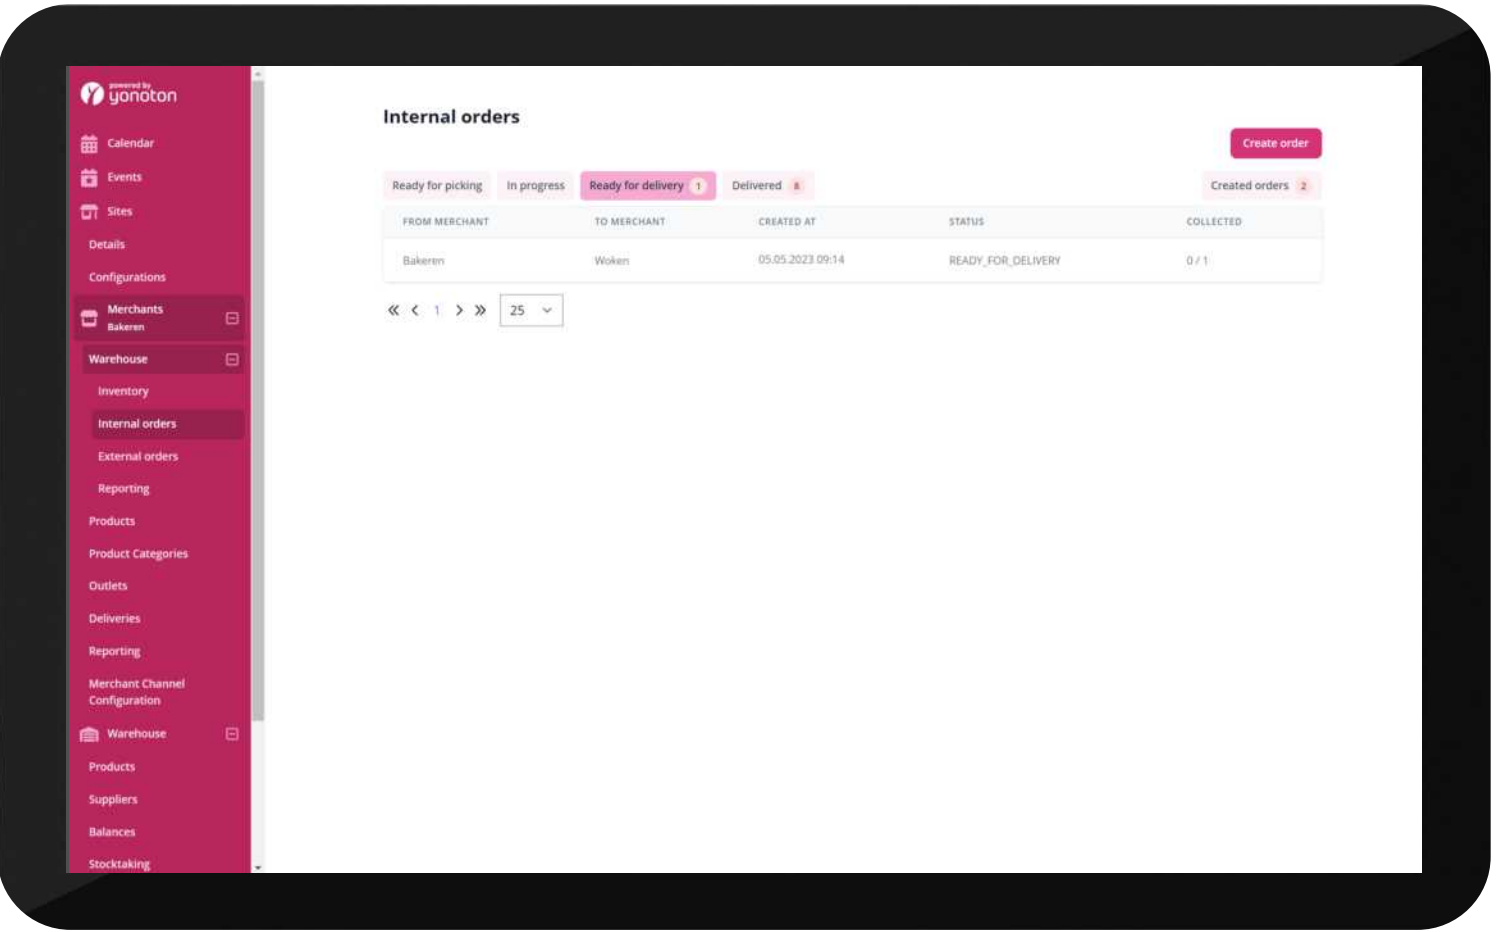 powered by
yonoton
Calendar
Events
Sites
Details
Configurations
Merchants
Bakeren
Warehouse
Inventory
Internal orders
External orders
Reporting
Products
Product Categories
Outlets
Deliveries
Reporting
Merchant Channel
Configuration
Warehouse
Products
Suppliers
Balances
Stocktaking
Internal orders
Create order
Ready for picking In progress Ready for delivery 1 Delivered 8 Created orders 2
FROM MERCHANT TO MERCHANT CREATED AT STATUS COLLECTED
Bakeren Woken 05.05.2023 09:14 READY_FOR_DELIVERY 0 / 1
« < 1 > » 25